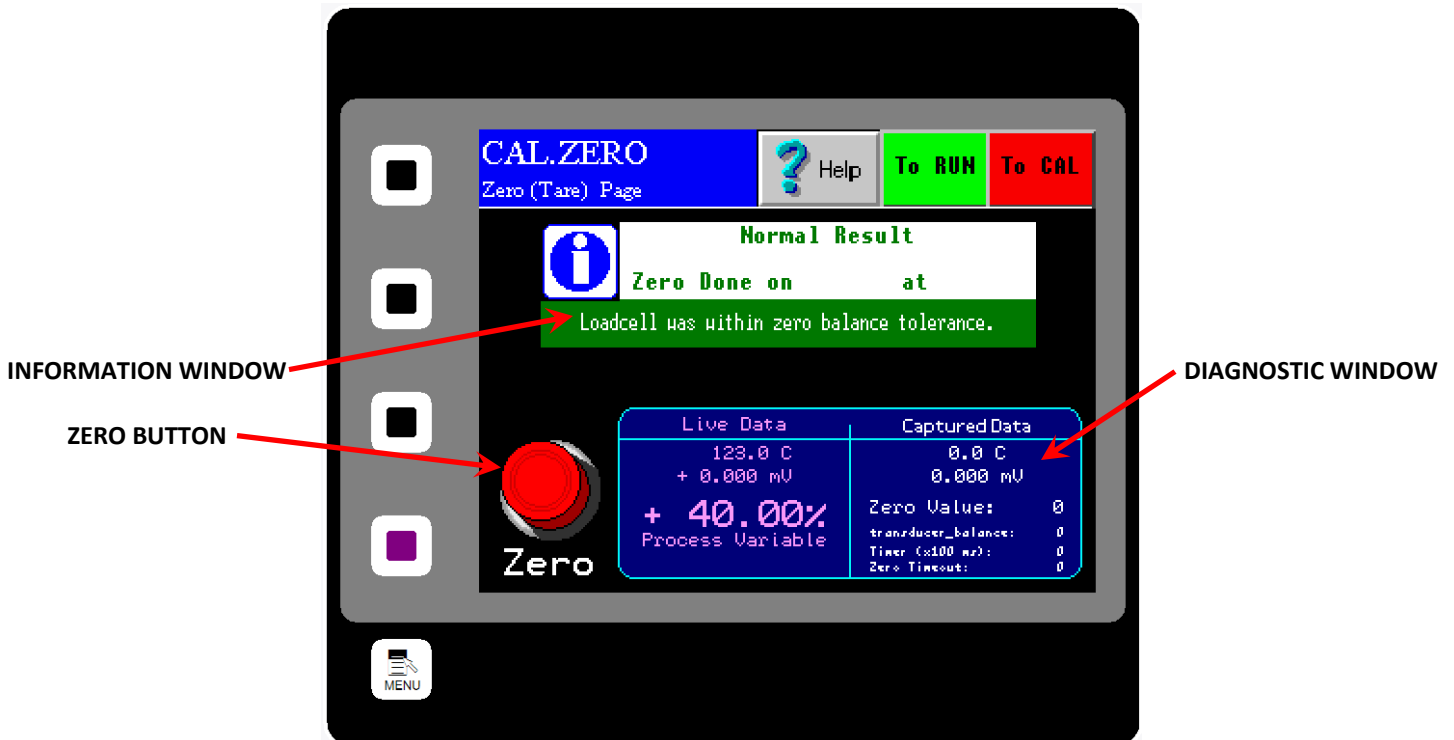 CAL.ZERO
Zero (Tare) Page
Help
To RUN
To CAL
Normal Result
Zero Done on at
Loadcell was within zero balance tolerance.
INFORMATION WINDOW
DIAGNOSTIC WINDOW
ZERO BUTTON
Live Data
123.0 C
+ 0.000 mV
+ 40.00%
Process Variable
Captured Data
0.0 C
0.000 mV
Zero Value: 0
transducer_balance: 0
Timer (x100 ms): 0
Zero Timeout: 0
Zero
MENU